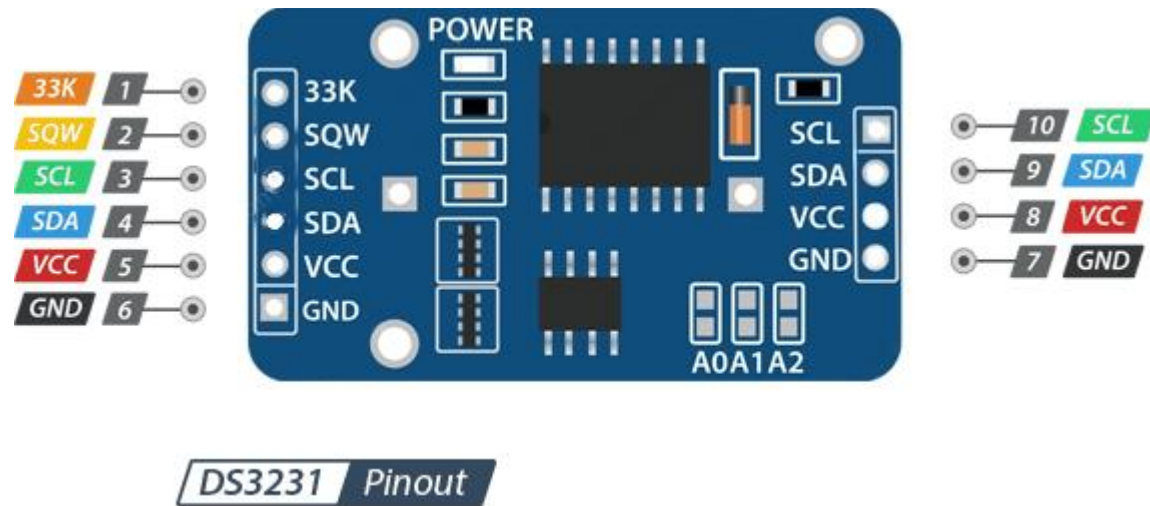 POWER
33K 1
SQW 2
SCL 3
SDA 4
VCC 5
GND 6
33K
SQW
SCL
SDA
VCC
GND
SCL
SDA
VCC
GND
A0A1A2
10 SCL
9 SDA
8 VCC
7 GND
DS3231 Pinout